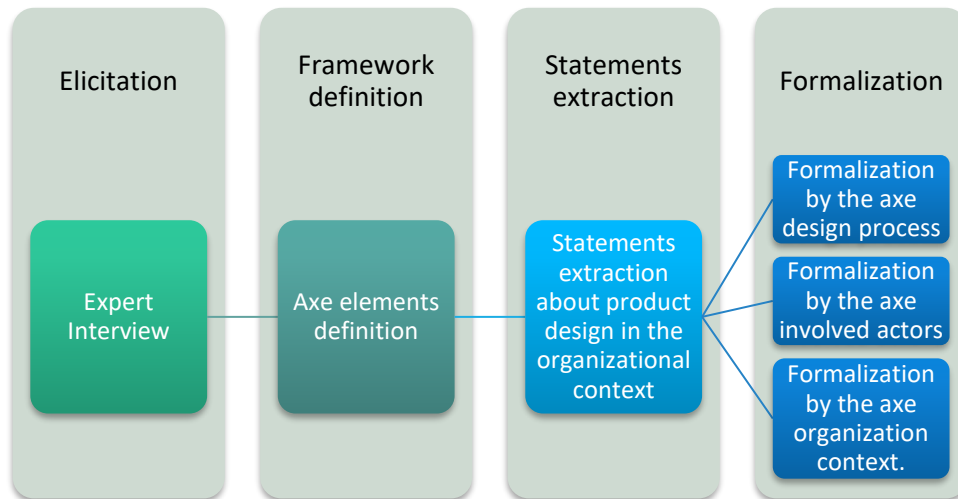 Elicitation
Framework
definition
Statements
extraction
Formalization
Expert
Interview
Axe elements
definition
Statements
extraction
about product
design in the
organizational
context
Formalization
by the axe
design process
Formalization
by the axe
involved actors
Formalization
by the axe
organization
context.